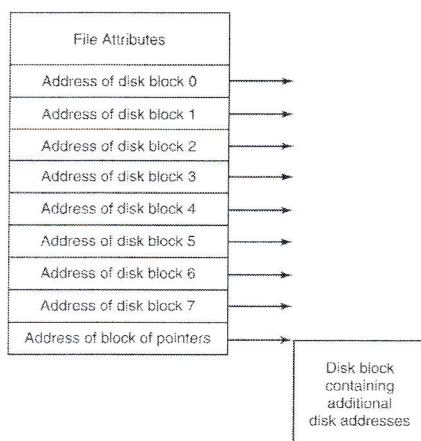 File Attributes
Address of disk block 0
Address of disk block 1
Address of disk block 2
Address of disk block 3
Address of disk block 4
Address of disk block 5
Address of disk block 6
Address of disk block 7
Address of block of pointers
Disk block
containing
additional
disk addresses